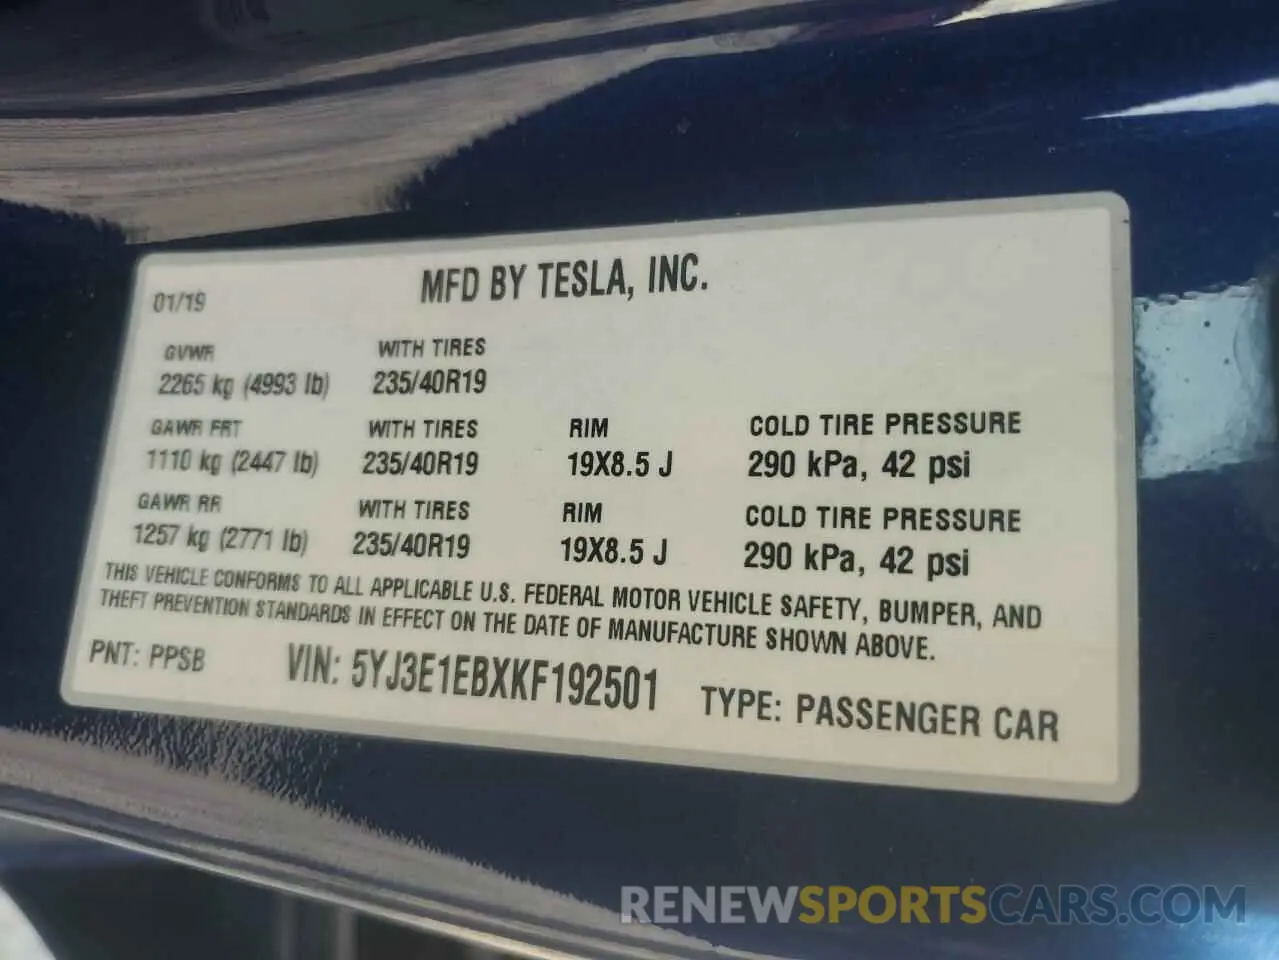 MFD BY TESLA, INC.
01/19
GVWR WITH TIRES
2265 kg (4993 lb) 235/40R19
GAWR FRT WITH TIRES RIM COLD TIRE PRESSURE
1110 kg (2447 lb) 235/40R19 19X8.5 J 290 kPa, 42 psi
GAWR RR WITH TIRES RIM COLD TIRE PRESSURE
1257 kg (2771 lb) 235/40R19 19X8.5 J 290 kPa, 42 psi
THIS VEHICLE CONFORMS TO ALL APPLICABLE U.S. FEDERAL MOTOR VEHICLE SAFETY, BUMPER, AND
THEFT PREVENTION STANDARDS IN EFFECT ON THE DATE OF MANUFACTURE SHOWN ABOVE.
PNT: PPSB VIN: 5YJ3E1EBXKF192501 TYPE: PASSENGER CAR
RENEWSPORTSCARS.COM